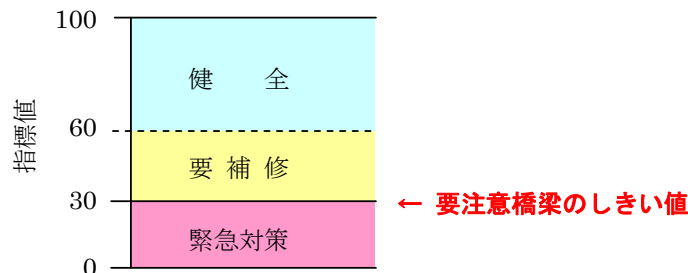 100
健 全
指標値
60
要 補 修
30
← 要注意橋梁のしきい値
緊急対策
0